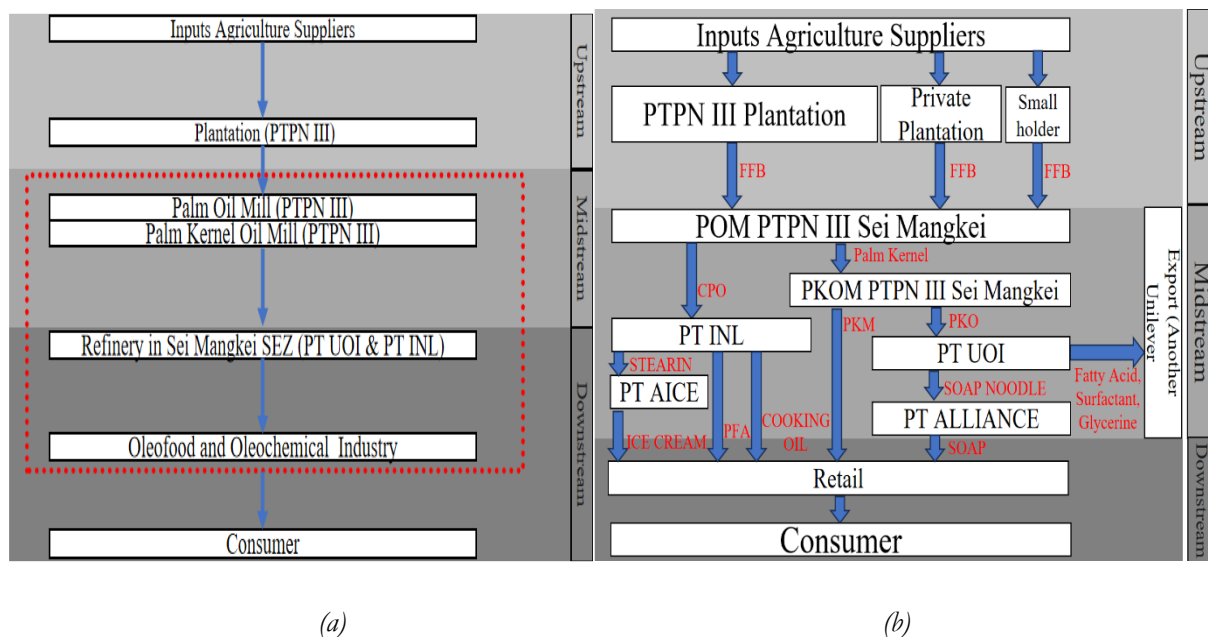 Inputs Agriculture Suppliers
Plantation (PTPN III)
Palm Oil Mill (PTPN III)
Palm Kernel Oil Mill (PTPN III)
Refinery in Sei Mangkei SEZ (PT UOI & PT INL)
Oleofood and Oleochemical Industry
Consumer
Upstream
Midstream
Downstream
(a)
Inputs Agriculture Suppliers
PTPN III Plantation
Private
Plantation
Small
holder
FFB
FFB
FFB
POM PTPN III Sei Mangkei
CPO
Palm Kernel
PKOM PTPN III Sei Mangkei
PT INL
PKM
PKO
PT UOI
STEARIN
PT AICE
SOAP NOODLE
PT ALLIANCE
Fatty Acid,
Surfactant,
Glycerine
Export (Another
Unilever
ICE CREAM
PFA
COOKING
OIL
SOAP
Retail
Consumer
Upstream
Midstream
Downstream
(b)